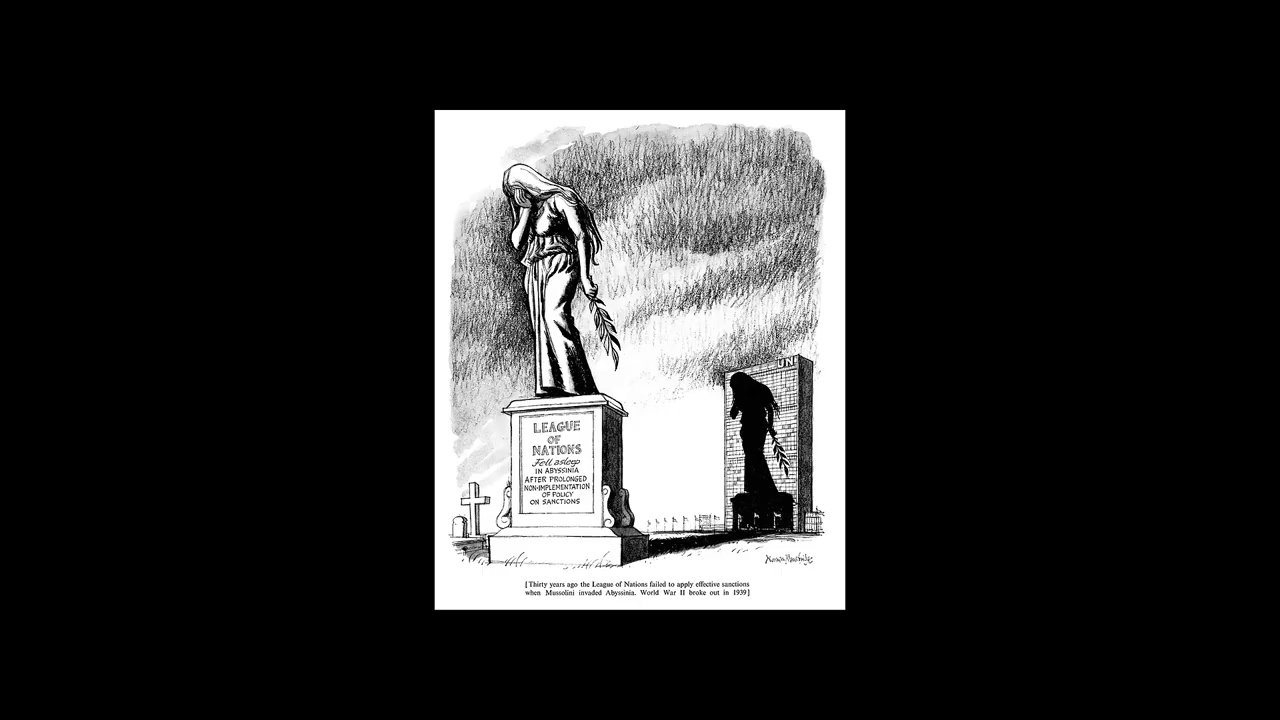 LEAGUE
OF
NATIONS
Fell asleep
IN ABYSSINIA
AFTER PROLONGED
NON-IMPLEMENTATION
OF POLICY
ON SANCTIONS
UN
[Thirty years ago the League of Nations failed to apply effective sanctions
when Mussolini invaded Abyssinia. World War II broke out in 1939]